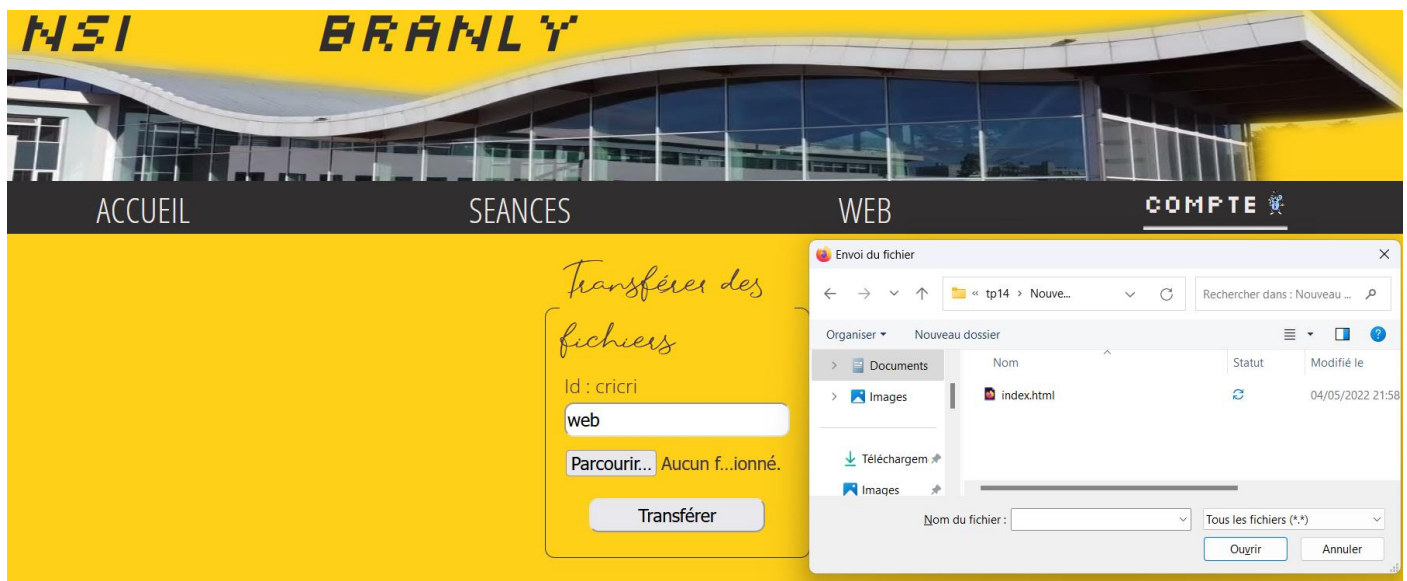 NSI BRANLY
ACCUEIL SEANCES WEB COMPTE
Transférer des
fichiers
Id : cricri
web
Parcourir... Aucun f...ionné.
Transférer
Envoi du fichier
« tp14 › Nouve...
Rechercher dans : Nouveau ...
Organiser Nouveau dossier
Nom Statut Modifié le
Documents
Images
index.html 04/05/2022 21:58
Téléchargem
Images
Nom du fichier : Tous les fichiers (*.*)
Ouvrir Annuler